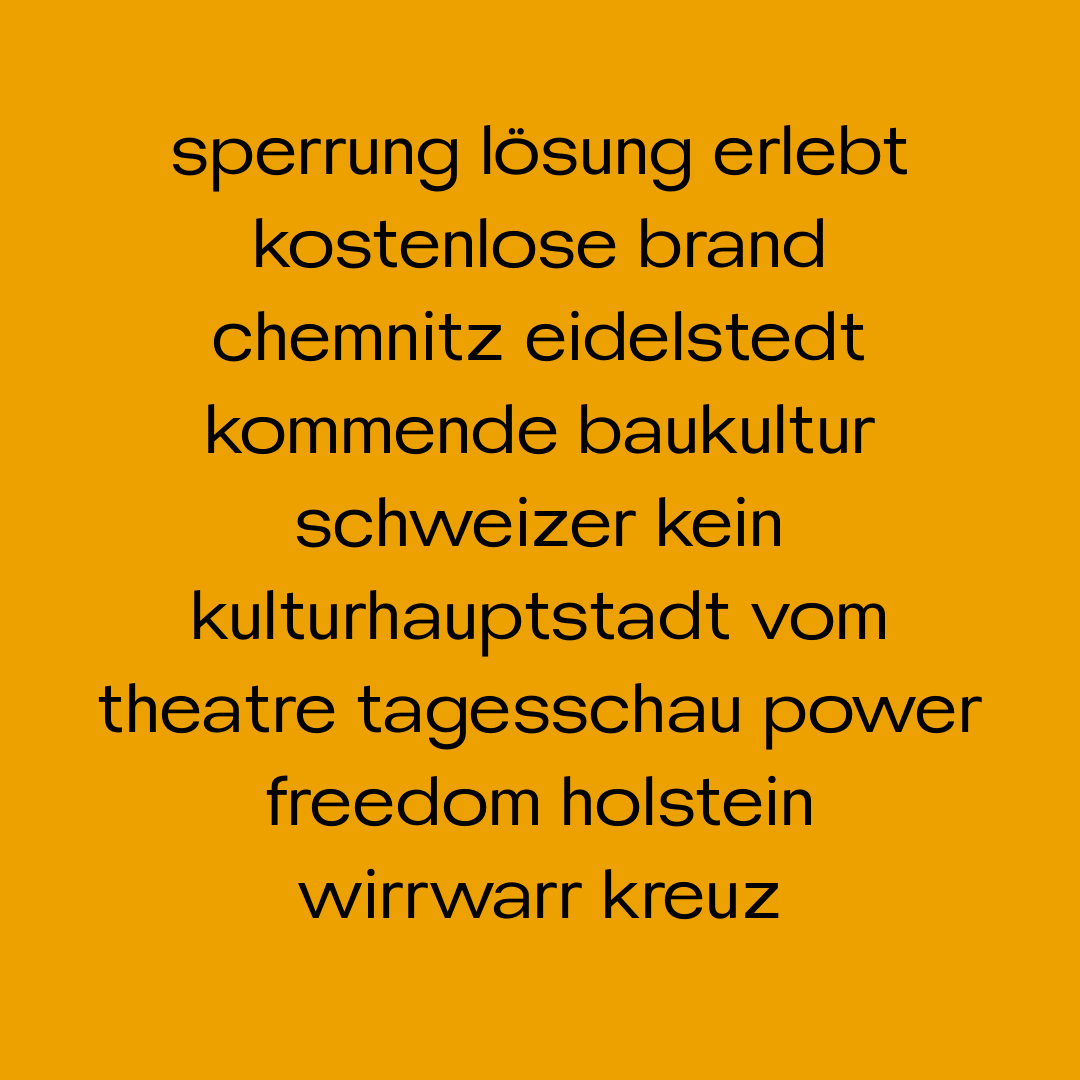 sperrung lösung erlebt
kostenlose brand
chemnitz eidelstedt
kommende baukultur
schweizer kein
kulturhauptstadt vom
theatre tagesschau power
freedom holstein
wirrwarr kreuz